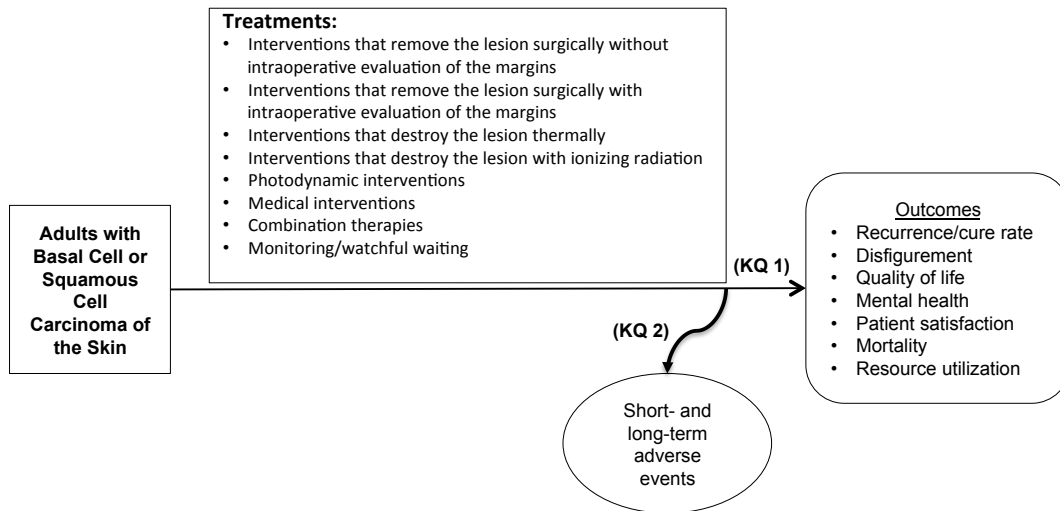 Treatments:
• Interventions that remove the lesion surgically without
intraoperative evaluation of the margins
• Interventions that remove the lesion surgically with
intraoperative evaluation of the margins
• Interventions that destroy the lesion thermally
• Interventions that destroy the lesion with ionizing radiation
• Photodynamic interventions
• Medical interventions
• Combination therapies
• Monitoring/watchful waiting
Adults with
Basal Cell or
Squamous
Cell
Carcinoma of
the Skin
(KQ 1)
(KQ 2)
Outcomes
• Recurrence/cure rate
• Disfigurement
• Quality of life
• Mental health
• Patient satisfaction
• Mortality
• Resource utilization
Short- and
long-term
adverse
events